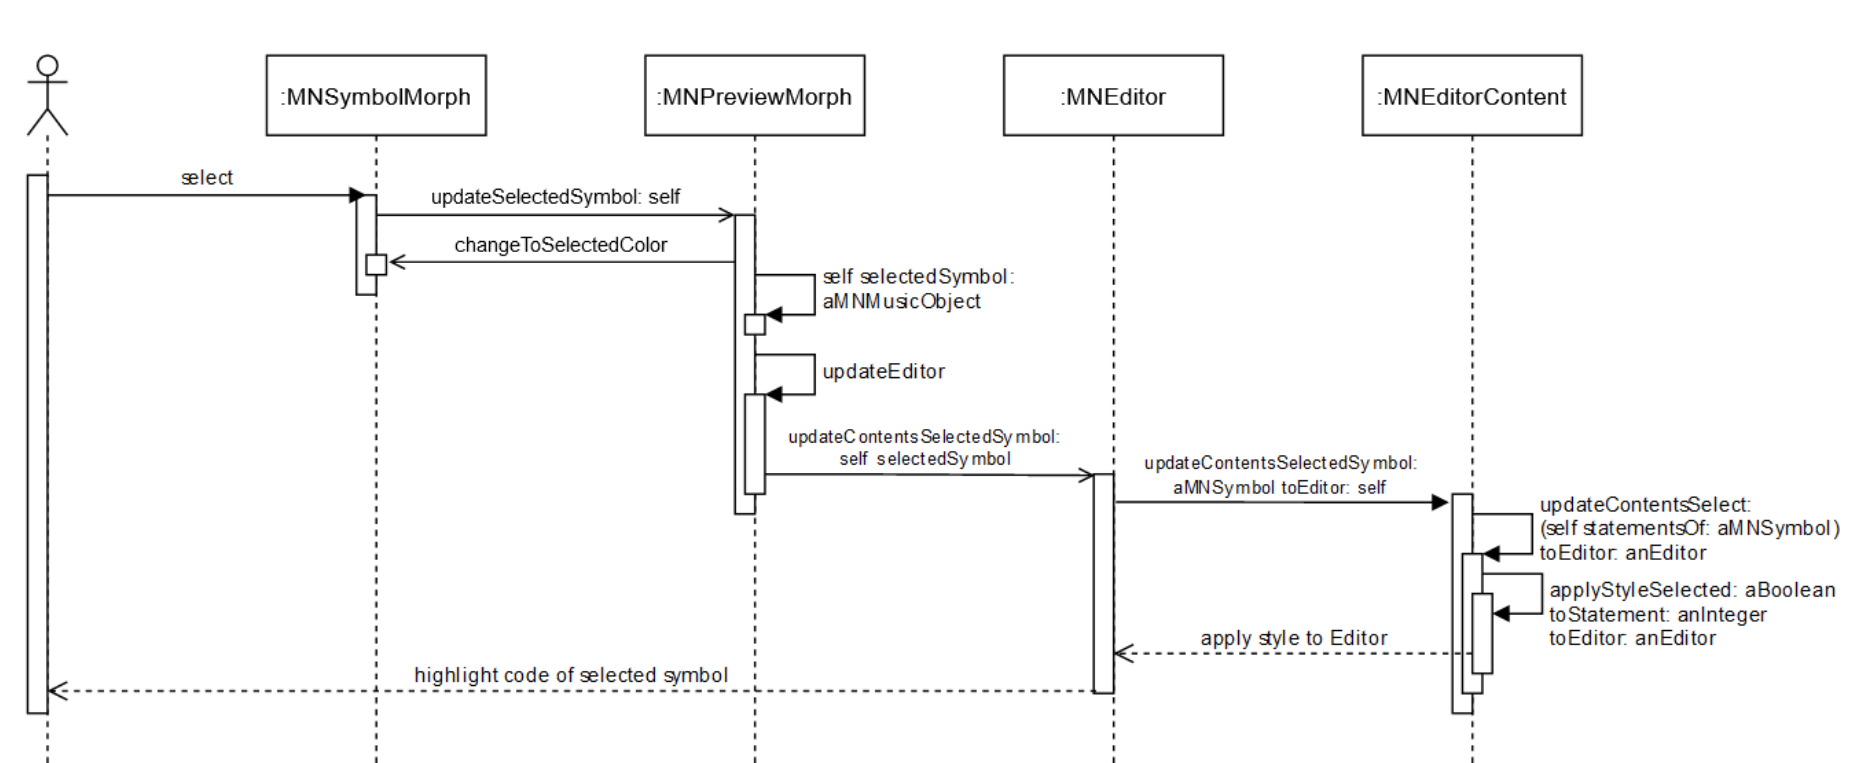 :MNSymbolMorph
:MNPreviewMorph
:MNEditor
:MNEditorContent
select
updateSelectedSymbol: self
changeToSelectedColor
self selectedSymbol:
aMNMusicObject
updateEditor
updateContentsSelectedSymbol:
self selectedSymbol
updateContentsSelectedSymbol:
aMNSymbol toEditor: self
updateContentsSelect:
(self statementsOf: aMNSymbol)
toEditor: anEditor
applyStyleSelected: aBoolean
toStatement: anInteger
toEditor: anEditor
apply style to Editor
highlight code of selected symbol